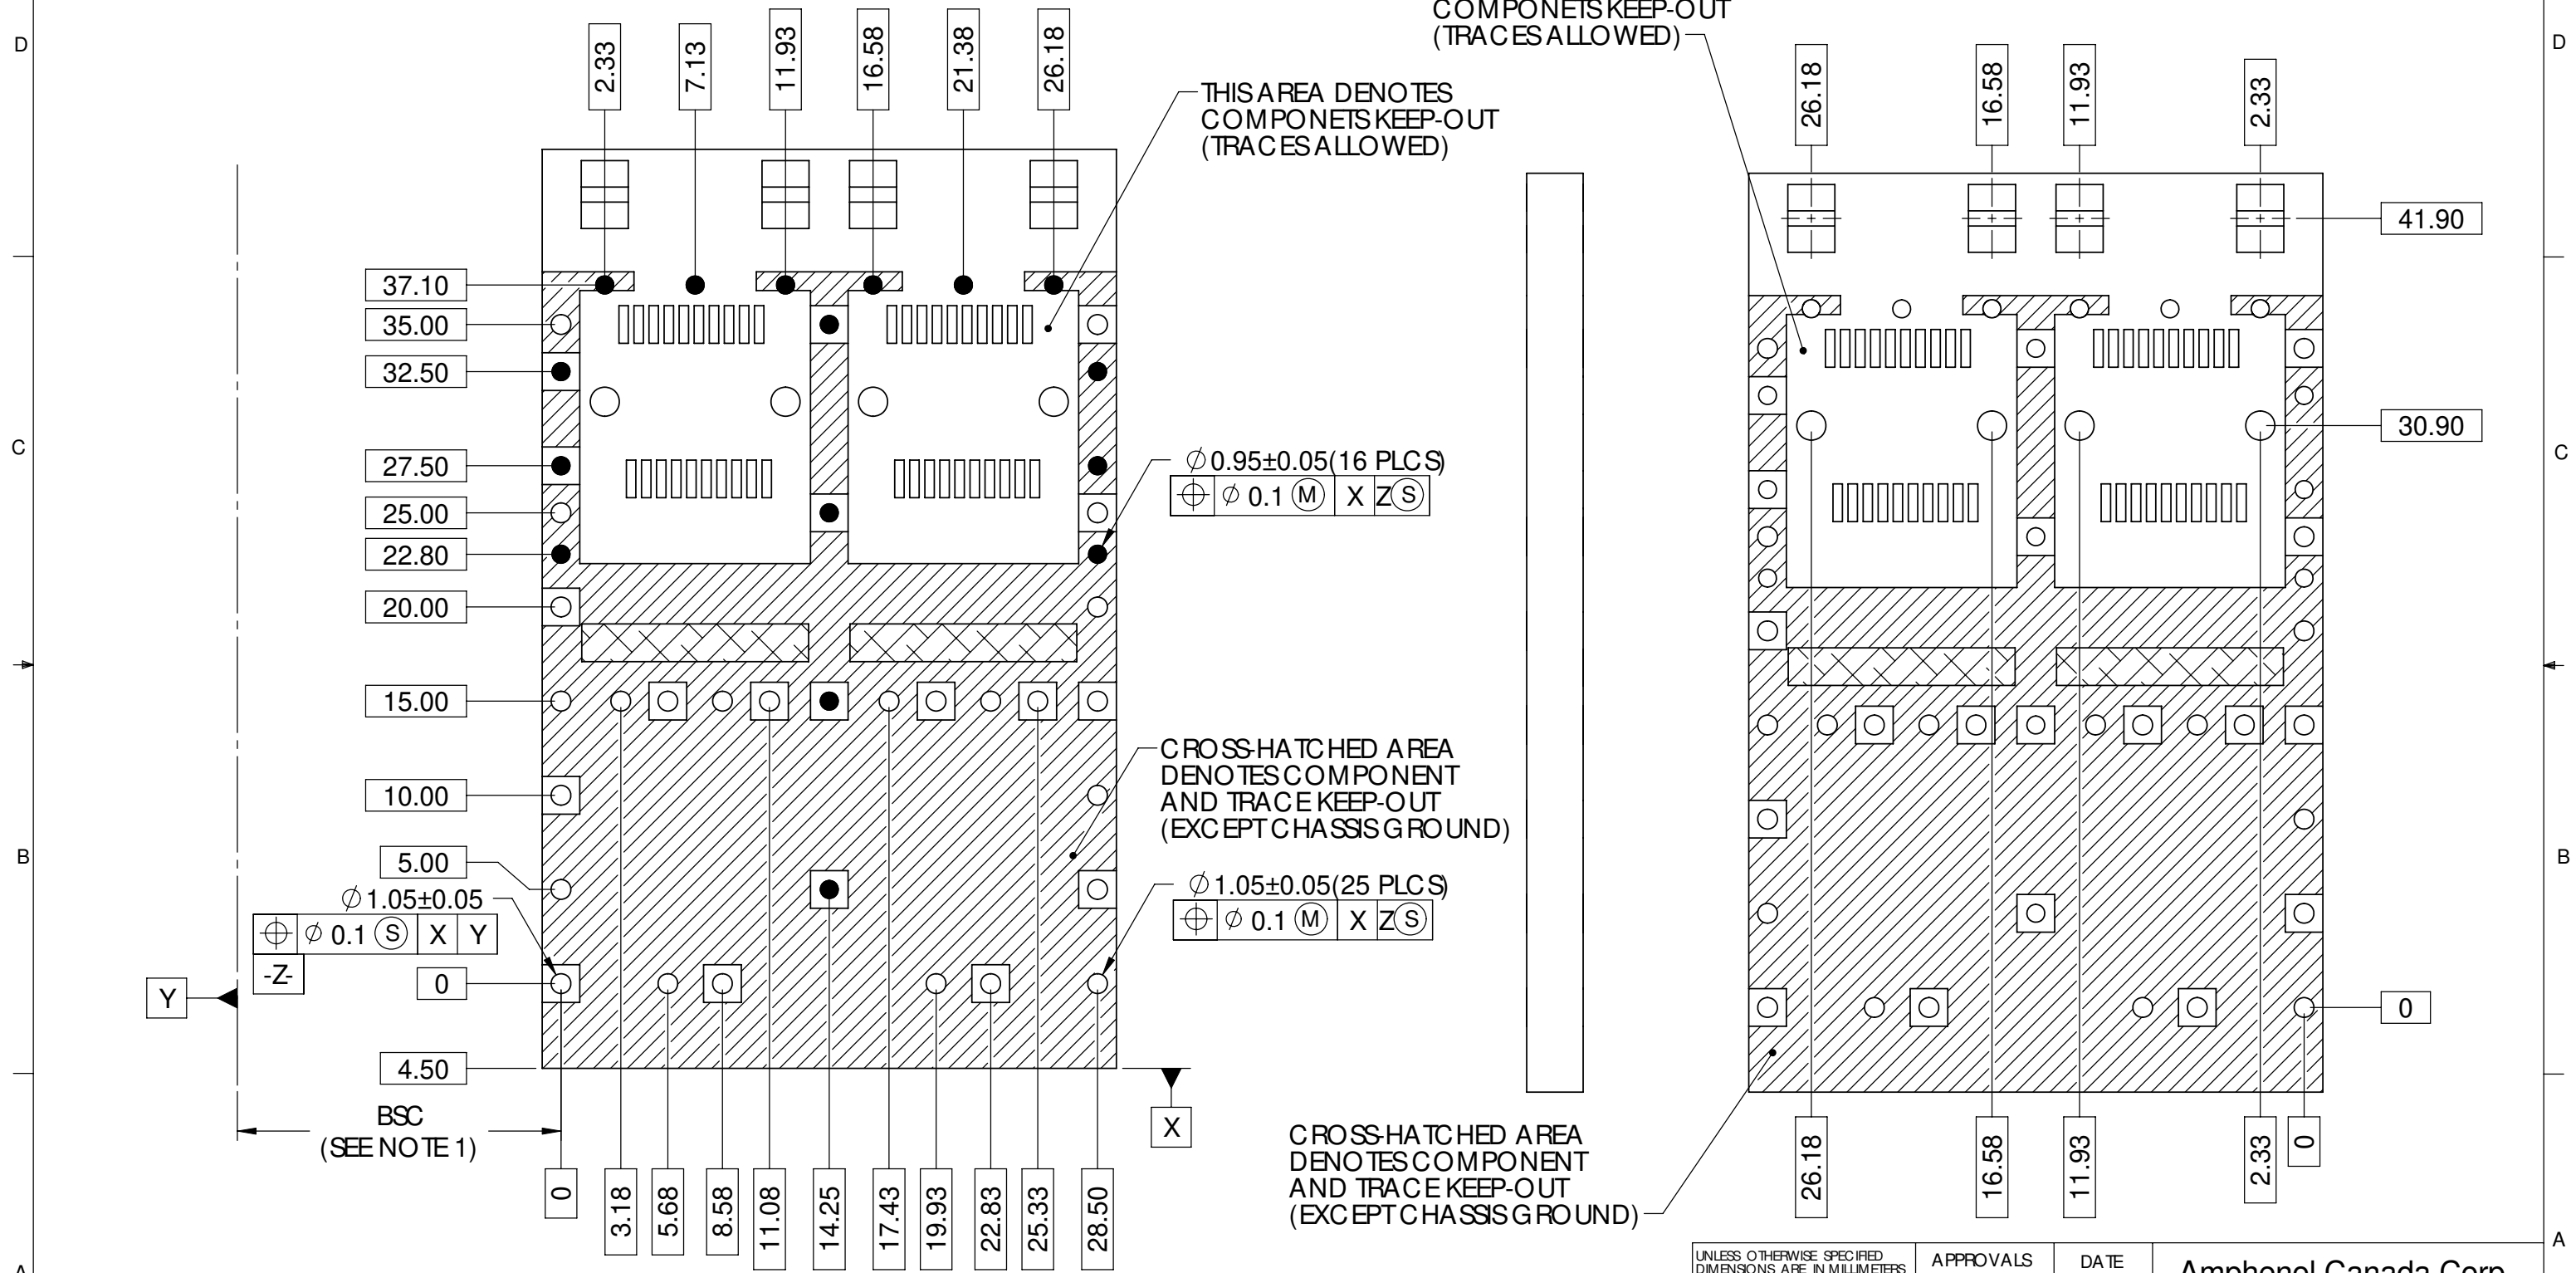 D
2.33
7.13
11.93
16.58
21.38
26.18
COMPONETS KEEP-OUT
(TRACES ALLOWED)
26.18
16.58
11.93
2.33
D
THIS AREA DENOTES
COMPONETS KEEP-OUT
(TRACES ALLOWED)
41.90
37.10
35.00
32.50
27.50
25.00
22.80
20.00
15.00
10.00
5.00
0
4.50
C
30.90
C
Ø 0.95±0.05(16 PLCS)
⌖ Ø 0.1 Ⓜ X Z Ⓢ
CROSS-HATCHED AREA
DENOTES COMPONENT
AND TRACE KEEP-OUT
(EXCEPT CHASSIS GROUND)
B
B
Ø 1.05±0.05
⌖ Ø 0.1 Ⓢ X Y
-Z-
Ø 1.05±0.05(25 PLCS)
⌖ Ø 0.1 Ⓜ X Z Ⓢ
Y
0
X
BSC
(SEE NOTE 1)
CROSS-HATCHED AREA
DENOTES COMPONENT
AND TRACE KEEP-OUT
(EXCEPT CHASSIS GROUND)
0
3.18
5.68
8.58
11.08
14.25
17.43
19.93
22.83
25.33
28.50
26.18
16.58
11.93
2.33
0
A
A
UNLESS OTHERWISE SPECIFIED
DIMENSIONS ARE IN MILLIMETERS
APPROVALS
DATE
Amphenol Canada Corp.